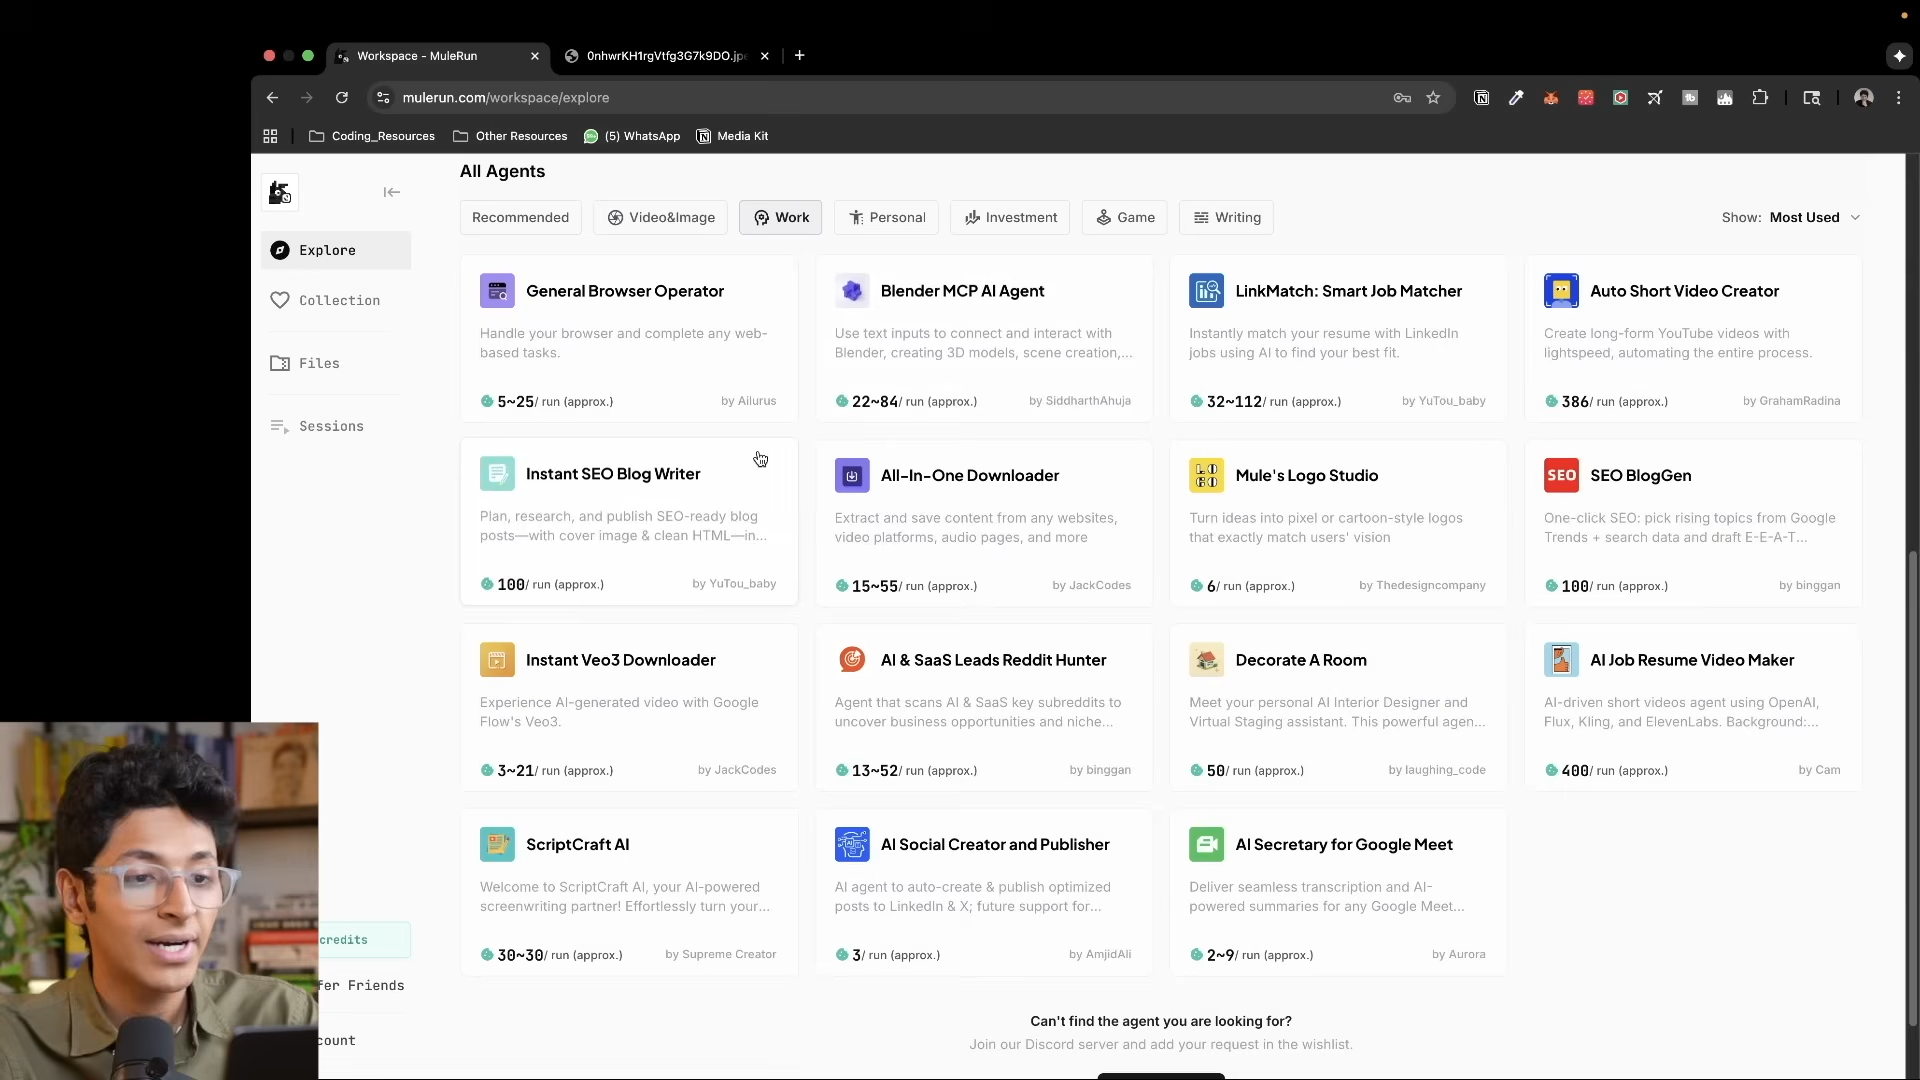 Workspace - MuleRun
0nhwrKH1rgVtfg3G7k9DO.jp
mulerun.com/workspace/explore
Coding_Resources
Other Resources
(5) WhatsApp
Media Kit
All Agents
Recommended
Video&Image
Work
Personal
Investment
Game
Writing
Show: Most Used
Explore
Collection
Files
Sessions
General Browser Operator
Handle your browser and complete any web-
based tasks.
5~25/ run (approx.)
by Ailurus
Blender MCP AI Agent
Use text inputs to connect and interact with
Blender, creating 3D models, scene creation,...
22~84/ run (approx.)
by SiddharthAhuja
LinkMatch: Smart Job Matcher
Instantly match your resume with LinkedIn
jobs using AI to find your best fit.
32~112/ run (approx.)
by YuTou_baby
Auto Short Video Creator
Create long-form YouTube videos with
lightspeed, automating the entire process.
386/ run (approx.)
by GrahamRadina
Instant SEO Blog Writer
Plan, research, and publish SEO-ready blog
posts—with cover image & clean HTML—in...
100/ run (approx.)
by YuTou_baby
All-In-One Downloader
Extract and save content from any websites,
video platforms, audio pages, and more
15~55/ run (approx.)
by JackCodes
LOGO
Mule's Logo Studio
Turn ideas into pixel or cartoon-style logos
that exactly match users' vision
6/ run (approx.)
by Thedesigncompany
SEO
SEO BlogGen
One-click SEO: pick rising topics from Google
Trends + search data and draft E-E-A-T...
100/ run (approx.)
by binggan
Instant Veo3 Downloader
Experience AI-generated video with Google
Flow's Veo3.
3~21/ run (approx.)
by JackCodes
AI & SaaS Leads Reddit Hunter
Agent that scans AI & SaaS key subreddits to
uncover business opportunities and niche...
13~52/ run (approx.)
by binggan
Decorate A Room
Meet your personal AI Interior Designer and
Virtual Staging assistant. This powerful agen...
50/ run (approx.)
by laughing_code
AI Job Resume Video Maker
AI-driven short videos agent using OpenAI,
Flux, Kling, and ElevenLabs. Background:...
400/ run (approx.)
by Cam
ScriptCraft AI
Welcome to ScriptCraft AI, your AI-powered
screenwriting partner! Effortlessly turn your...
30~30/ run (approx.)
by Supreme Creator
AI Social Creator and Publisher
AI agent to auto-create & publish optimized
posts to LinkedIn & X; future support for...
3/ run (approx.)
by AmjidAli
AI Secretary for Google Meet
Deliver seamless transcription and AI-
powered summaries for any Google Meet...
2~9/ run (approx.)
by Aurora
credits
fer Friends
count
Can't find the agent you are looking for?
Join our Discord server and add your request in the wishlist.